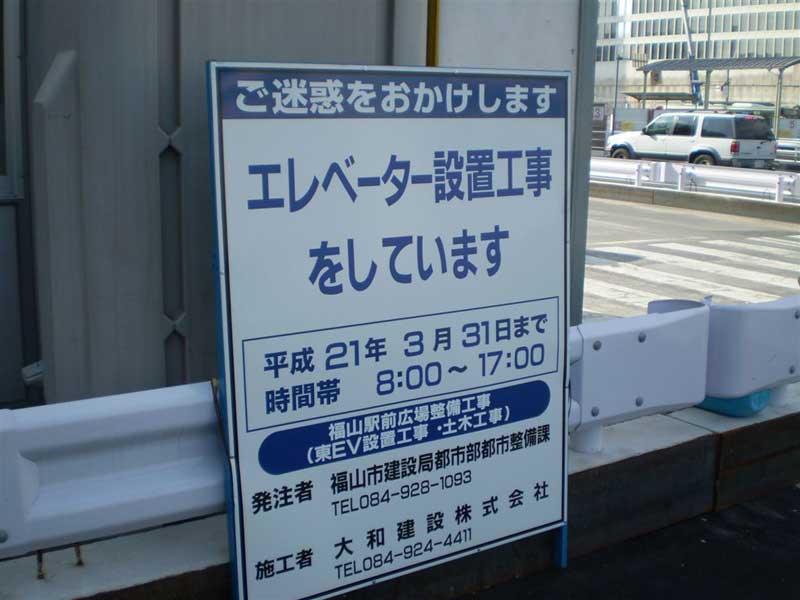 ご迷惑をおかけします
エレベーター設置工事
をしています
平成 21年 3月 31日まで
時間帯 8:00～17:00
福山駅前広場整備工事
(東EV設置工事・土木工事)
発注者 福山市建設局都市部都市整備課
TEL084-928-1093
施工者 大和建設株式会社
TEL084-924-4411